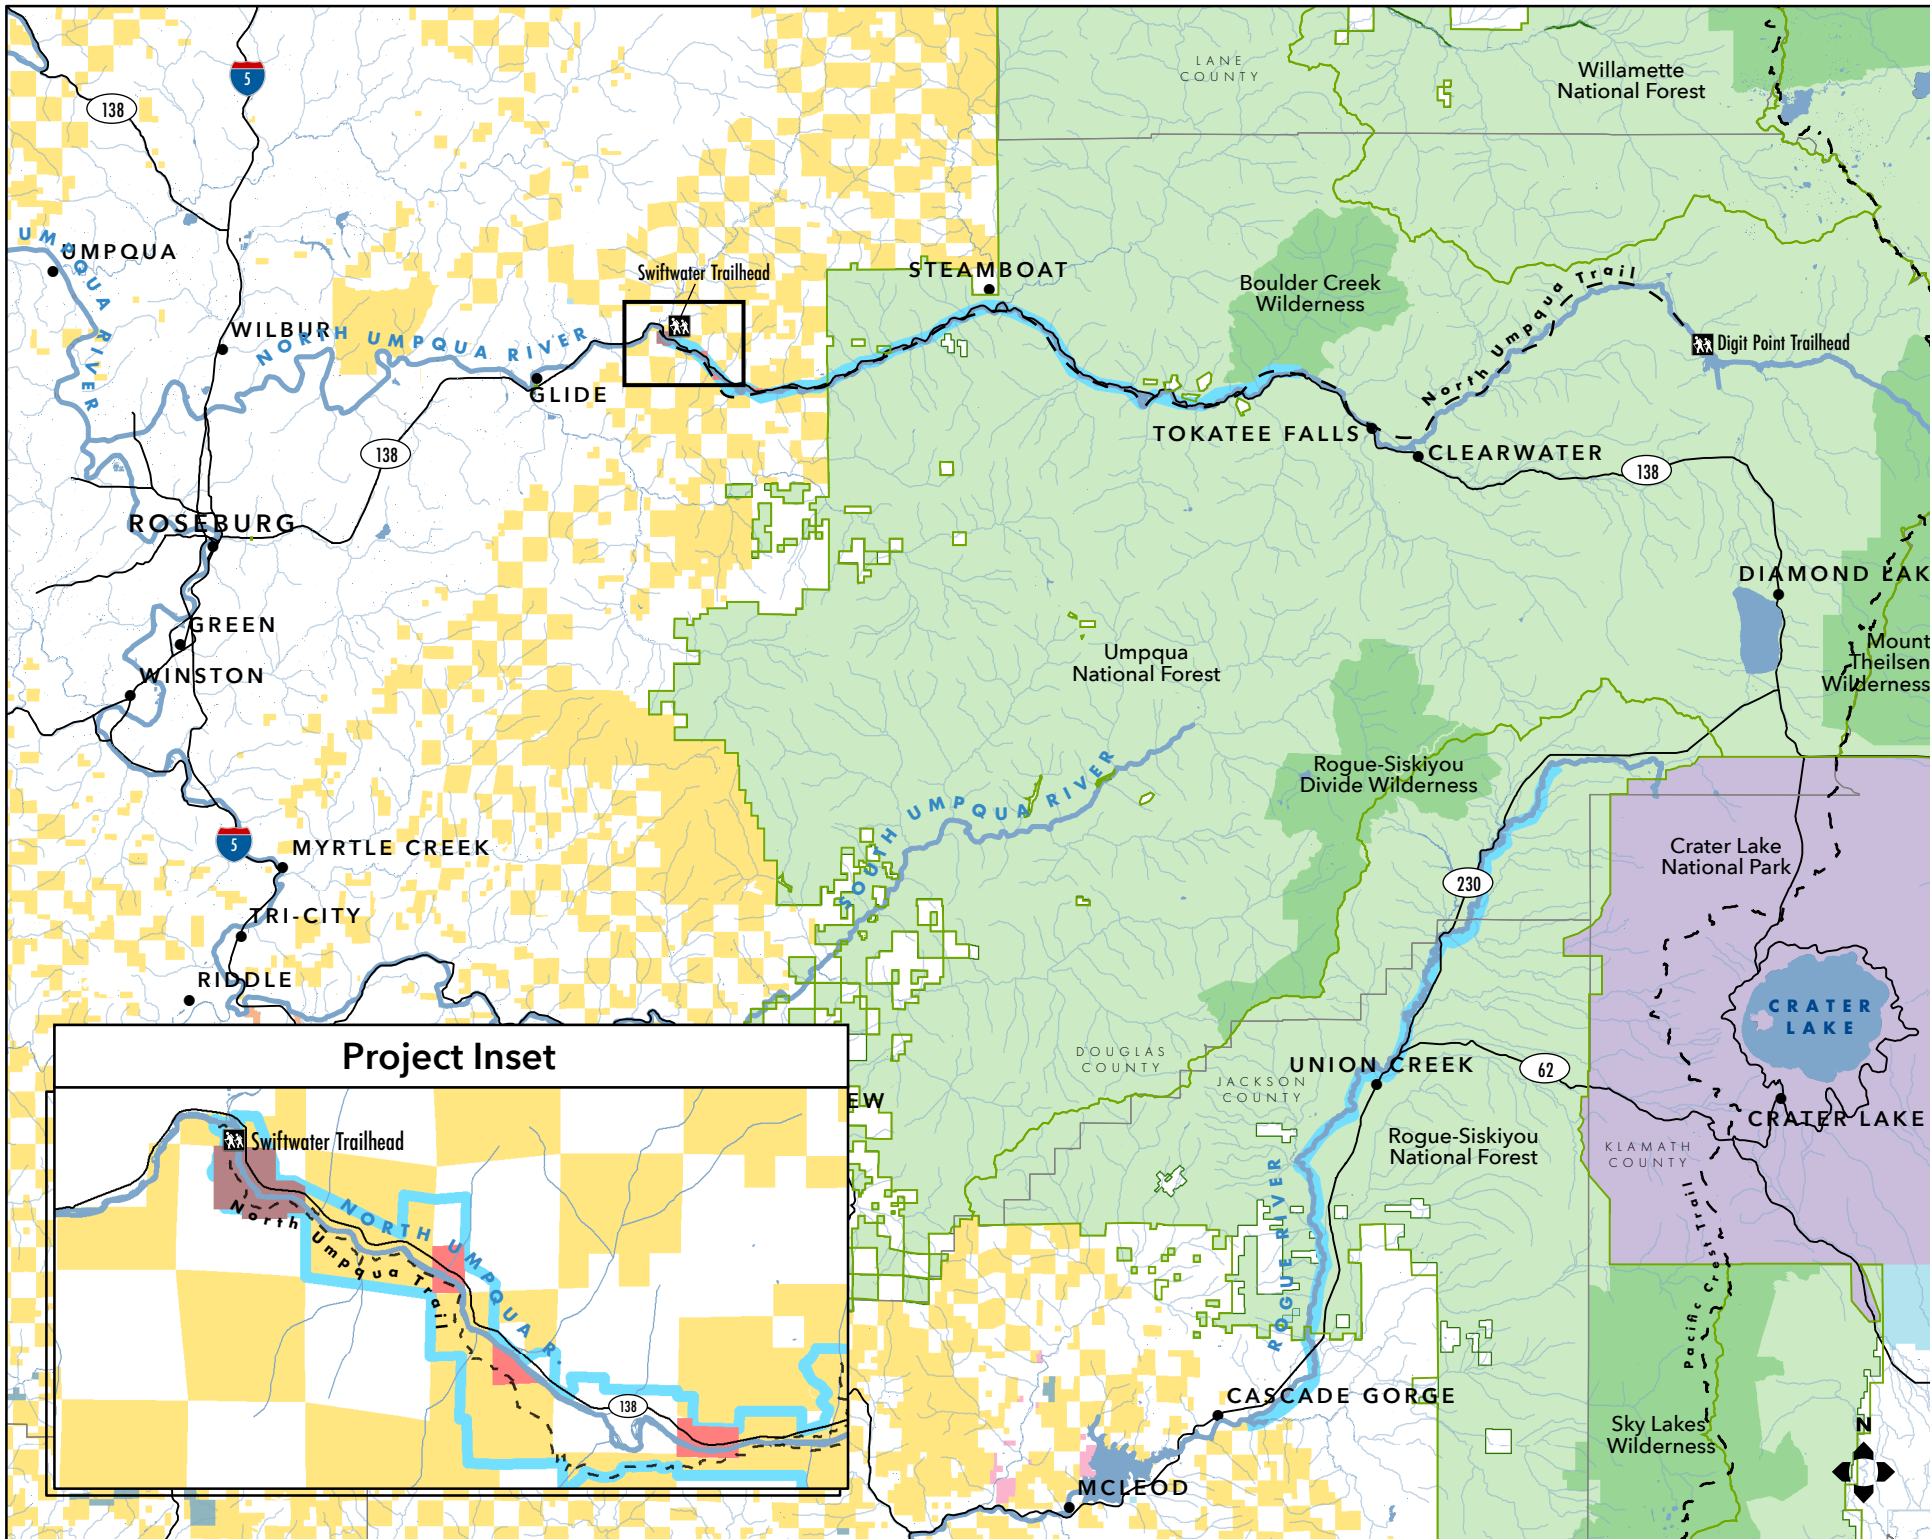 LANE
COUNTY
Willamette
National Forest
5
138
UMPQUA RIVER
UMPQUA
WILBUR
NORTH UMPQUA RIVER
Swiftwater Trailhead
STEAMBOAT
Boulder Creek
Wilderness
North Umpqua Trail
Digit Point Trailhead
GLIDE
138
TOKATEE FALLS
CLEARWATER
138
ROSEBURG
DIAMOND LAK
GREEN
WINSTON
Umpqua
National Forest
Mount
Theilsen
Wilderness
Rogue-Siskiyou
Divide Wilderness
SOUTH UMPQUA RIVER
5
MYRTLE CREEK
Crater Lake
National Park
230
TRI-CITY
RIDDLE
CRATER
LAKE
DOUGLAS
COUNTY
JACKSON
COUNTY
UNION CREEK
62
EW
CRATER LAKE
Rogue-Siskiyou
National Forest
KLAMATH
COUNTY
ROGUE RIVER
Pacific Crest Trail
CASCADE GORGE
Sky Lakes
Wilderness
N
MCLEOD
Project Inset
Swiftwater Trailhead
NORTH UMPQUA R.
North Umpqua Trail
138